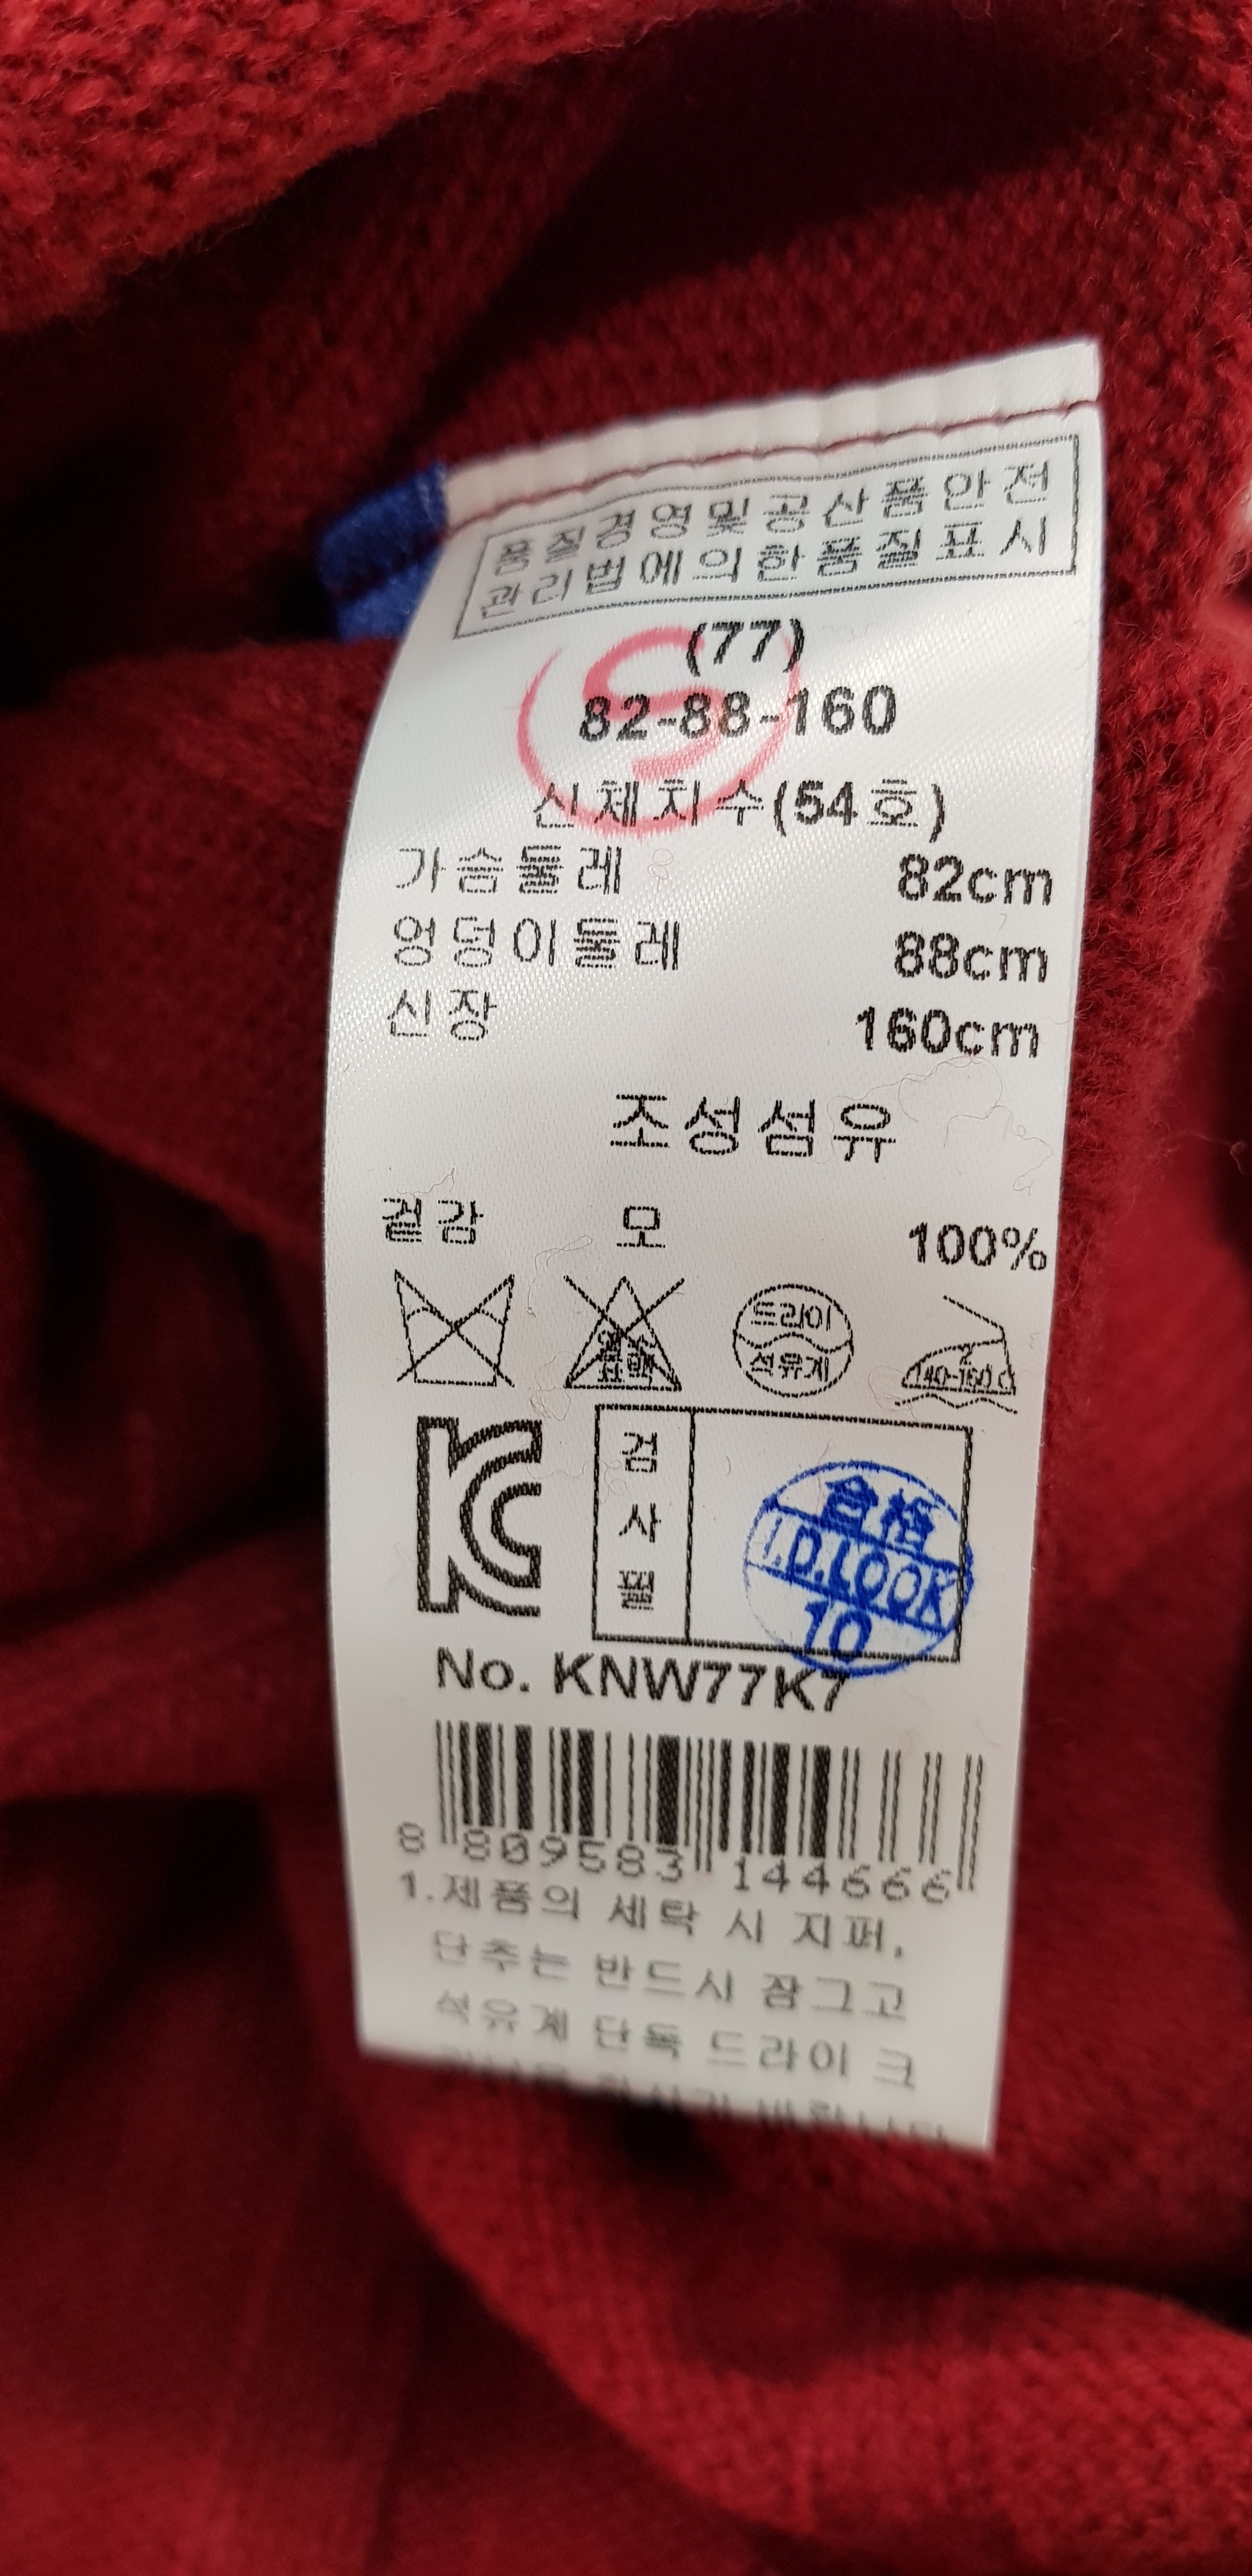 품질경영및공산품안전
관리법에의한품질표시
(77)
S
82-88-160
신체치수(54호)
가슴둘레 82cm
엉덩이둘레 88cm
신장 160cm
조성섬유
겉감 모 100%
드라이
석유계
140-160
검
사
필
合格
I.D.LOOK
10
No. KNW77K7
8 809583 144666
1.제품의 세탁 시 지퍼,
단추는 반드시 잠그고
석유계 단독 드라이 크